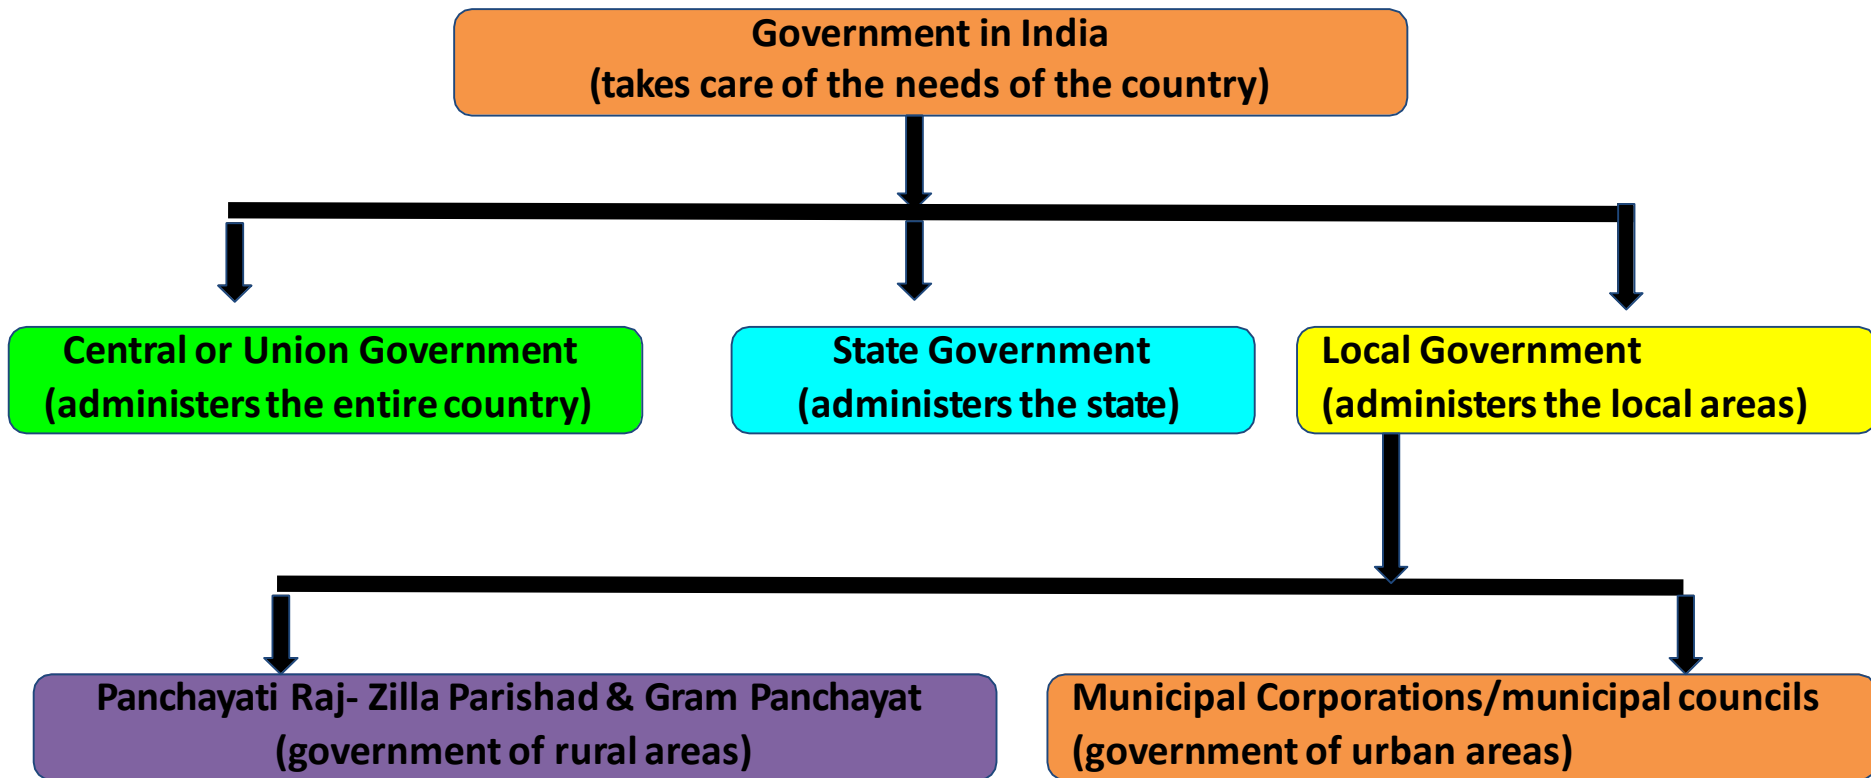 Government in India
(takes care of the needs of the country)
Central or Union Government
(administers the entire country)
State Government
(administers the state)
Local Government
(administers the local areas)
Panchayati Raj- Zilla Parishad & Gram Panchayat
(government of rural areas)
Municipal Corporations/municipal councils
(government of urban areas)